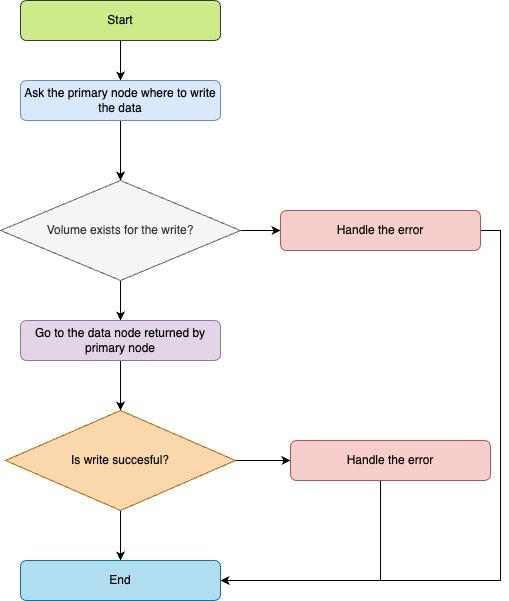 Start
Ask the primary node where to write
the data
Volume exists for the write?
Handle the error
Go to the data node returned by
primary node
Is write succesful?
Handle the error
End